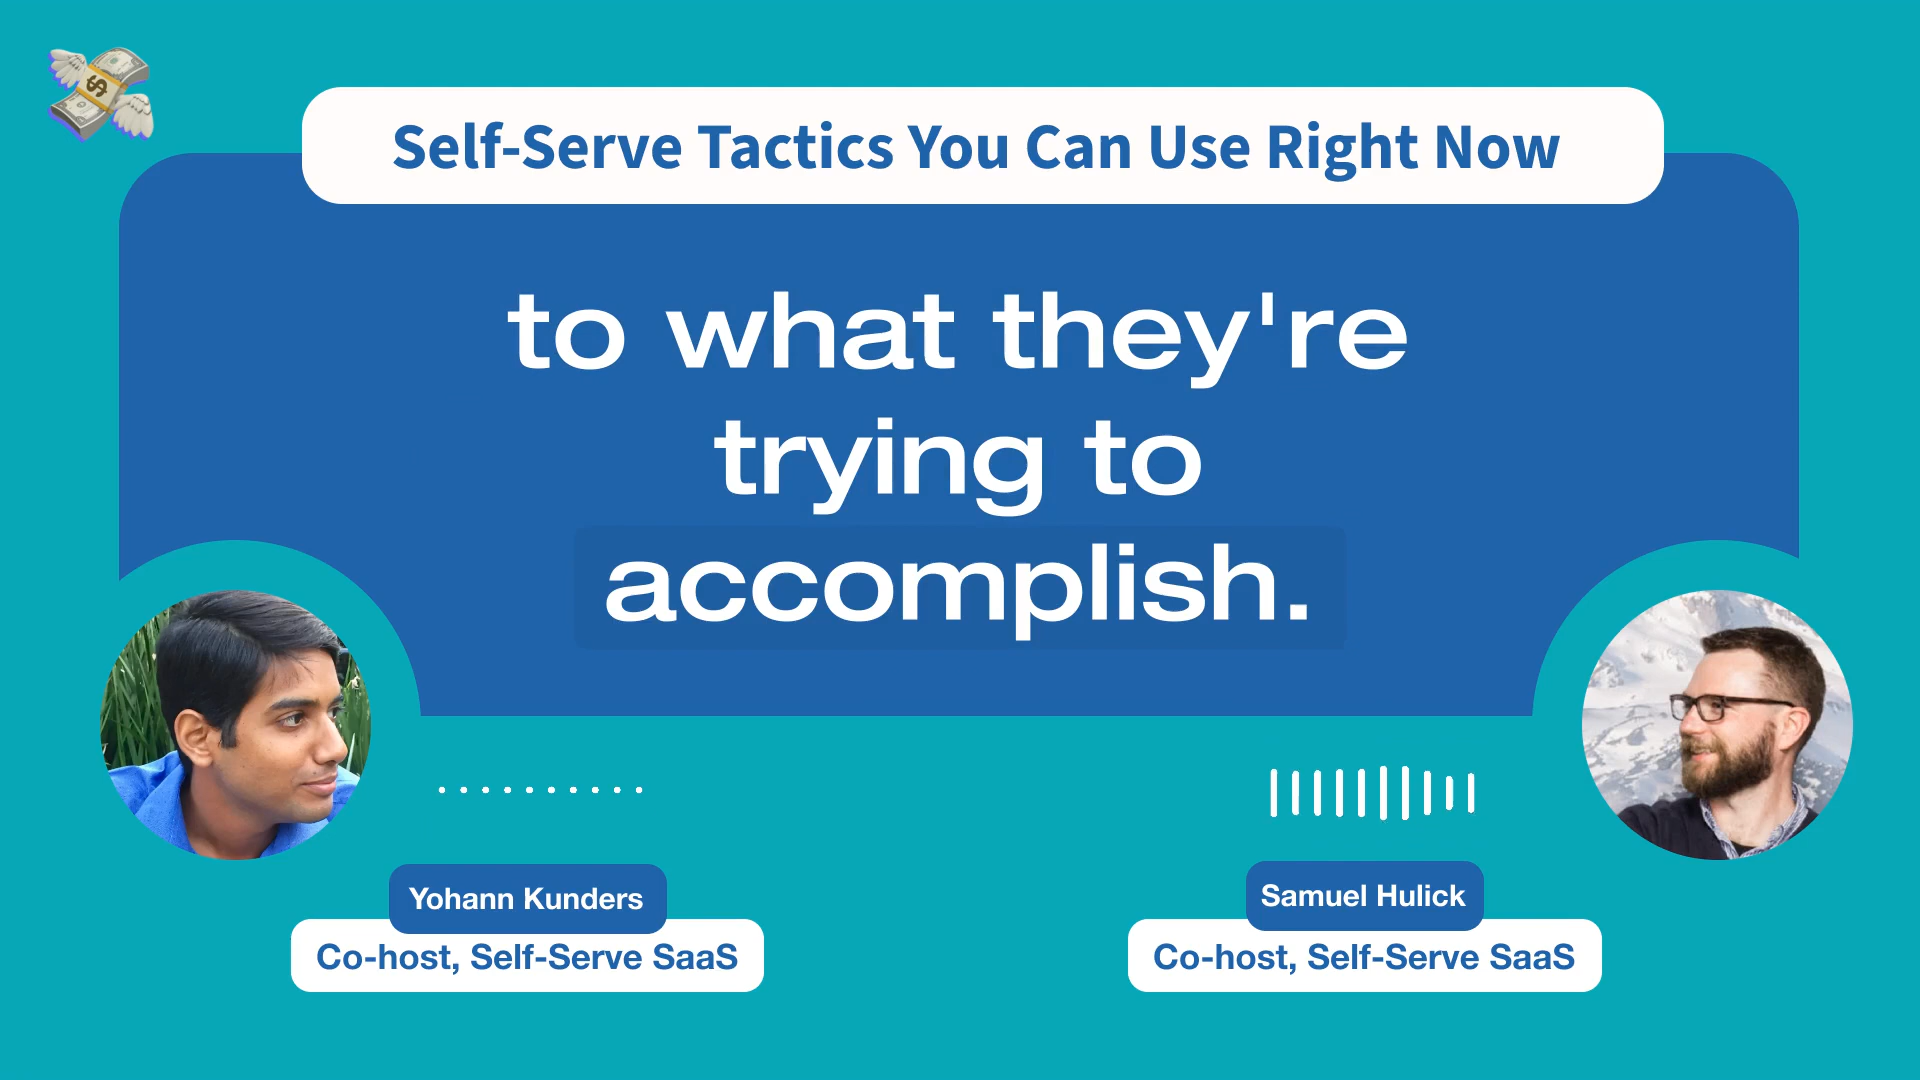 Self-Serve Tactics You Can Use Right Now
to what they're
trying to
accomplish.
Yohann Kunders
Co-host, Self-Serve SaaS
Samuel Hulick
Co-host, Self-Serve SaaS